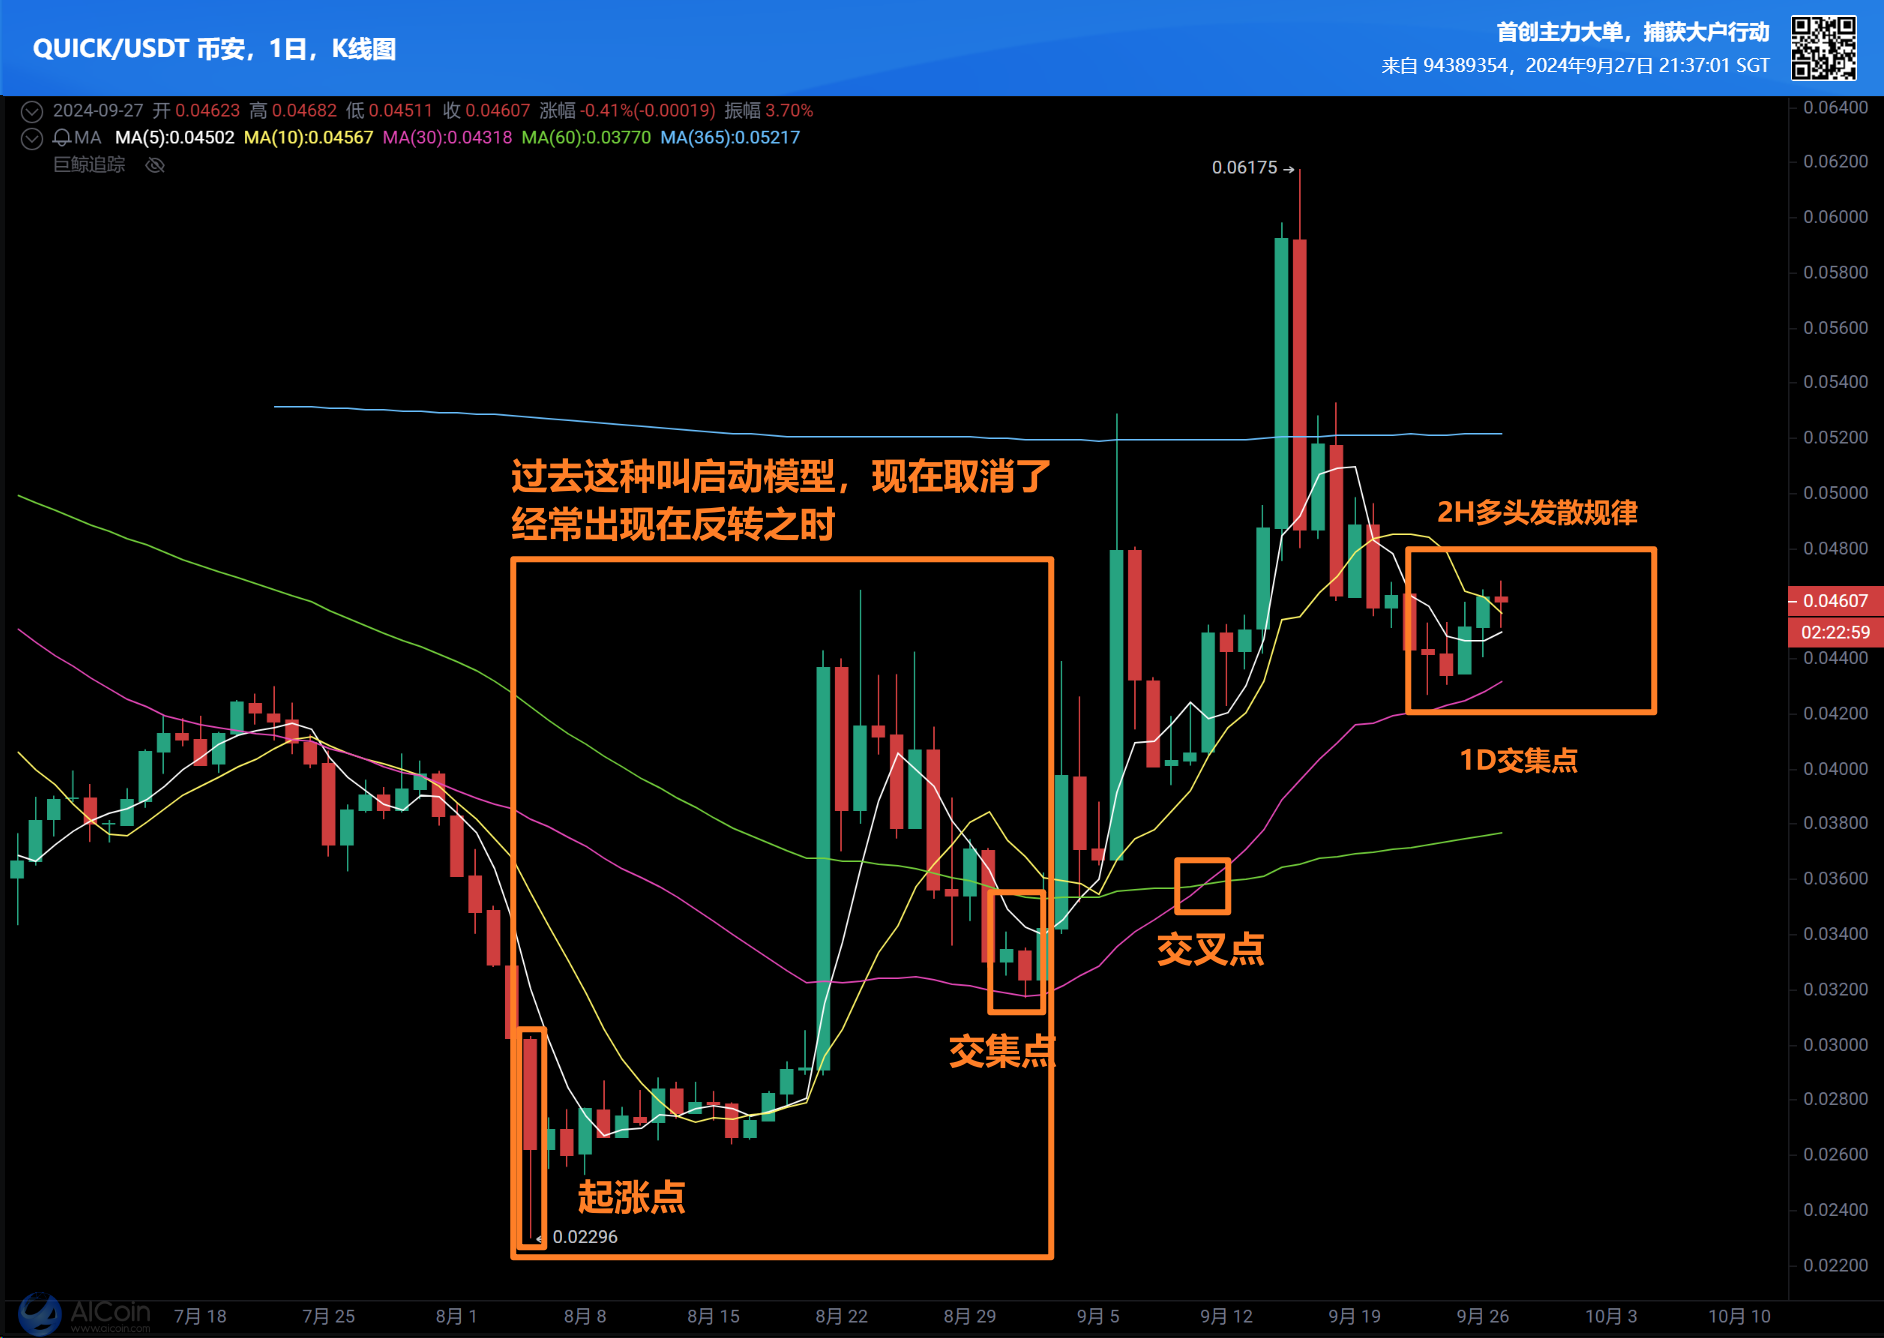 QUICK/USDT 币安，1日，K线图
首创主力大单，捕获大户行动
来自 94389354，2024年9月27日 21:37:01 SGT
2024-09-27 开 0.04623 高 0.04682 低 0.04511 收 0.04607 涨幅 -0.41%(-0.00019) 振幅 3.70%
MA MA(5):0.04502 MA(10):0.04567 MA(30):0.04318 MA(60):0.03770 MA(365):0.05217
巨鲸追踪
0.06175
过去这种叫启动模型，现在取消了
经常出现在反转之时
2H多头发散规律
1D交集点
交叉点
交集点
起涨点
0.02296
0.06400
0.06200
0.06000
0.05800
0.05600
0.05400
0.05200
0.05000
0.04800
0.04607
02:22:59
0.04400
0.04200
0.04000
0.03800
0.03600
0.03400
0.03200
0.03000
0.02800
0.02600
0.02400
0.02200
AICoin
www.aicoin.com
7月 18 7月 25 8月 1 8月 8 8月 15 8月 22 8月 29 9月 5 9月 12 9月 19 9月 26 10月 3 10月 10